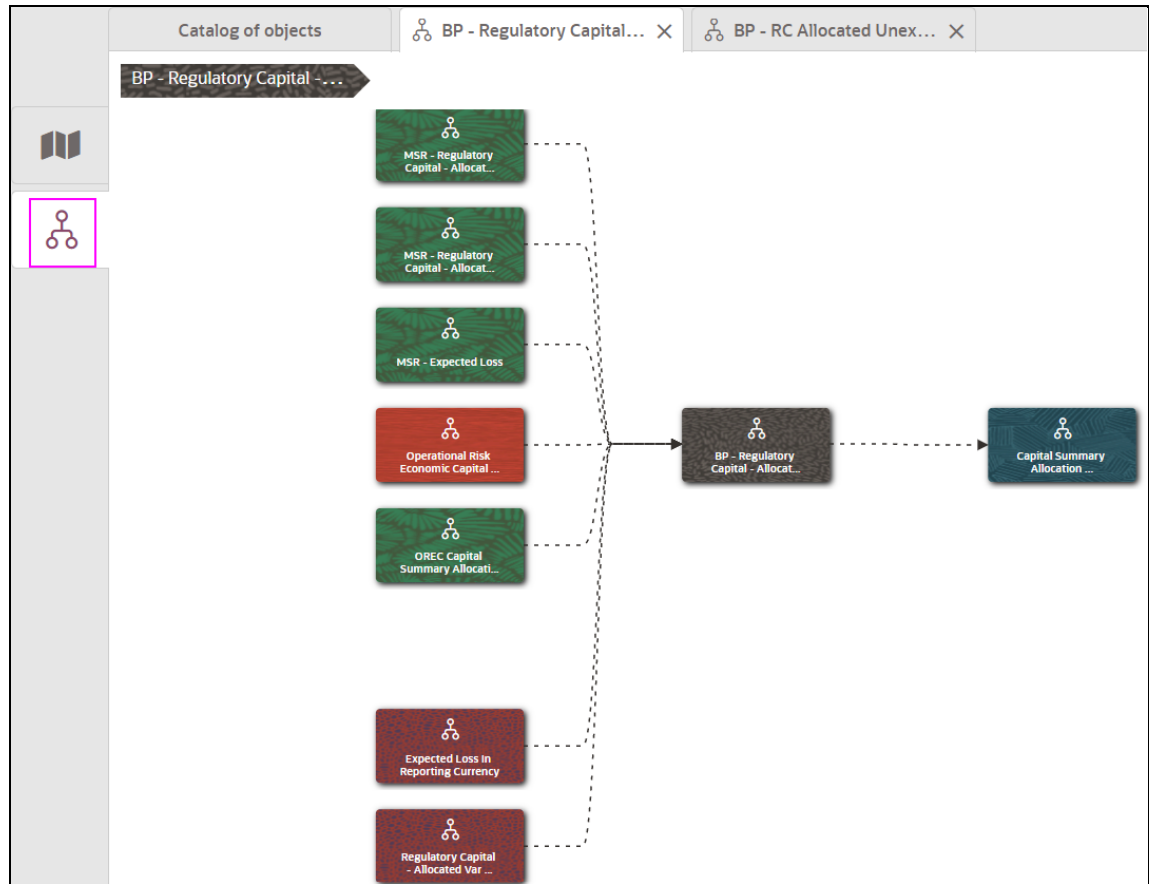 Catalog of objects
BP - Regulatory Capital...
BP - RC Allocated Unex...
BP - Regulatory Capital -...
MSR - Regulatory
Capital - Allocat...
MSR - Regulatory
Capital - Allocat...
MSR - Expected Loss
Operational Risk
Economic Capital ...
BP - Regulatory
Capital - Allocat...
Capital Summary
Allocation ...
OREC Capital
Summary Allocati...
Expected Loss In
Reporting Currency
Regulatory Capital
- Allocated Var ...